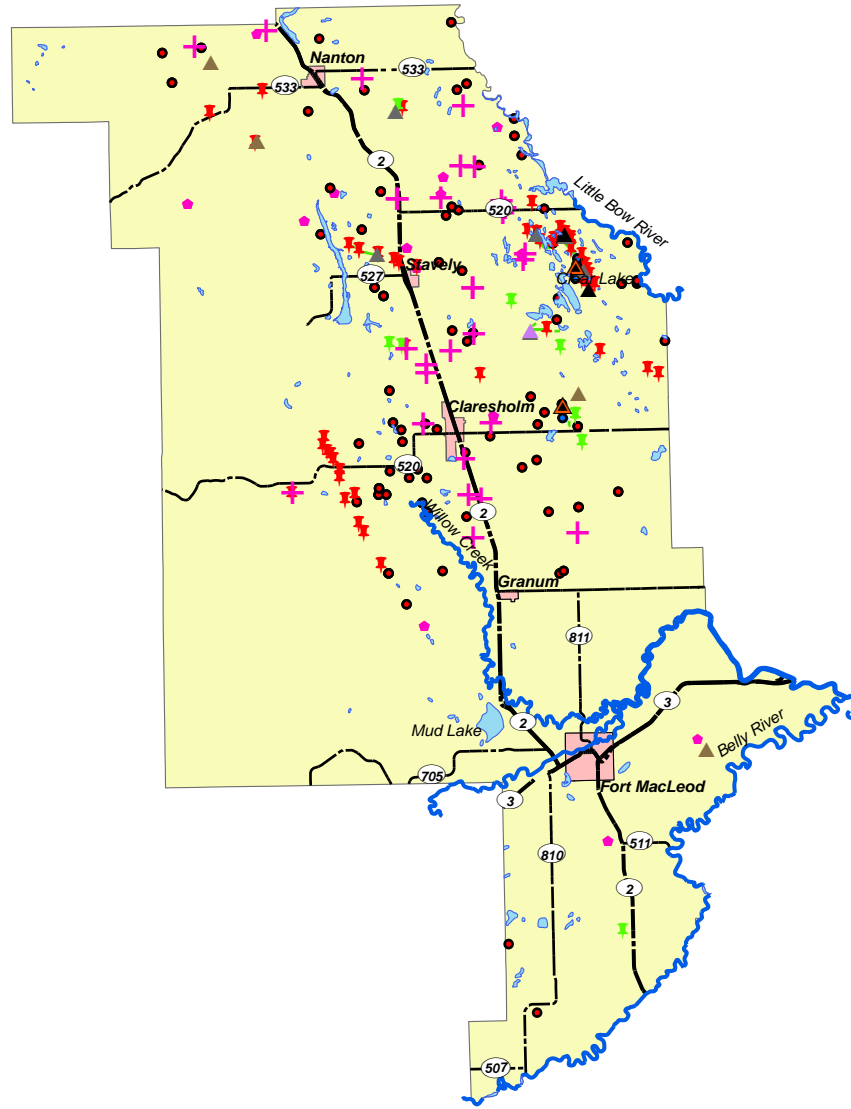 Nanton
533
533
2
Little Bow River
520
Stavely
527
Clear Lake
Claresholm
520
2
Willow Creek
Granum
811
3
Mud Lake
2
Belly River
705
Fort MacLeod
3
810
511
2
507